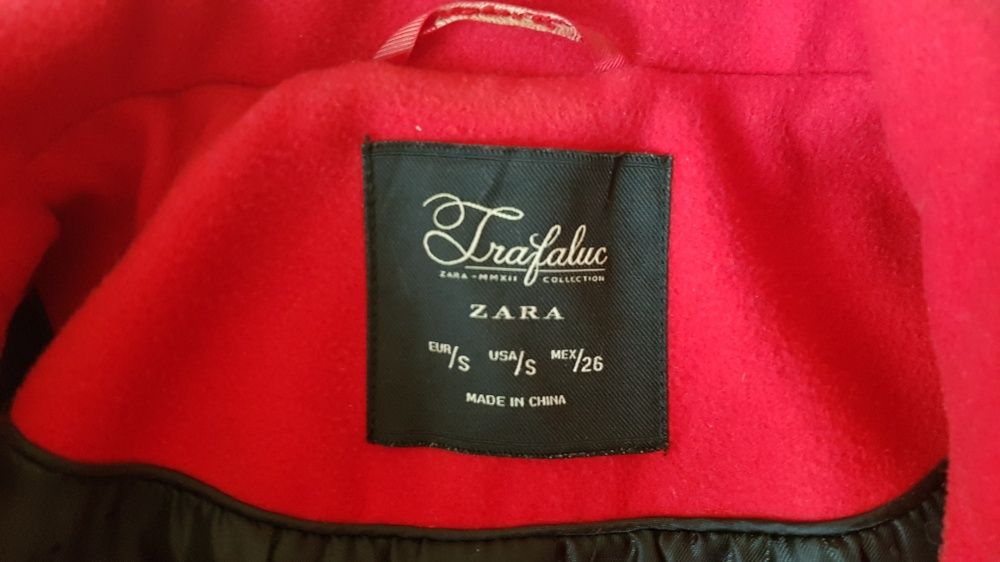 Trafaluc
ZARA - MMXII COLLECTION
ZARA
EUR/S USA/S MEX/26
MADE IN CHINA